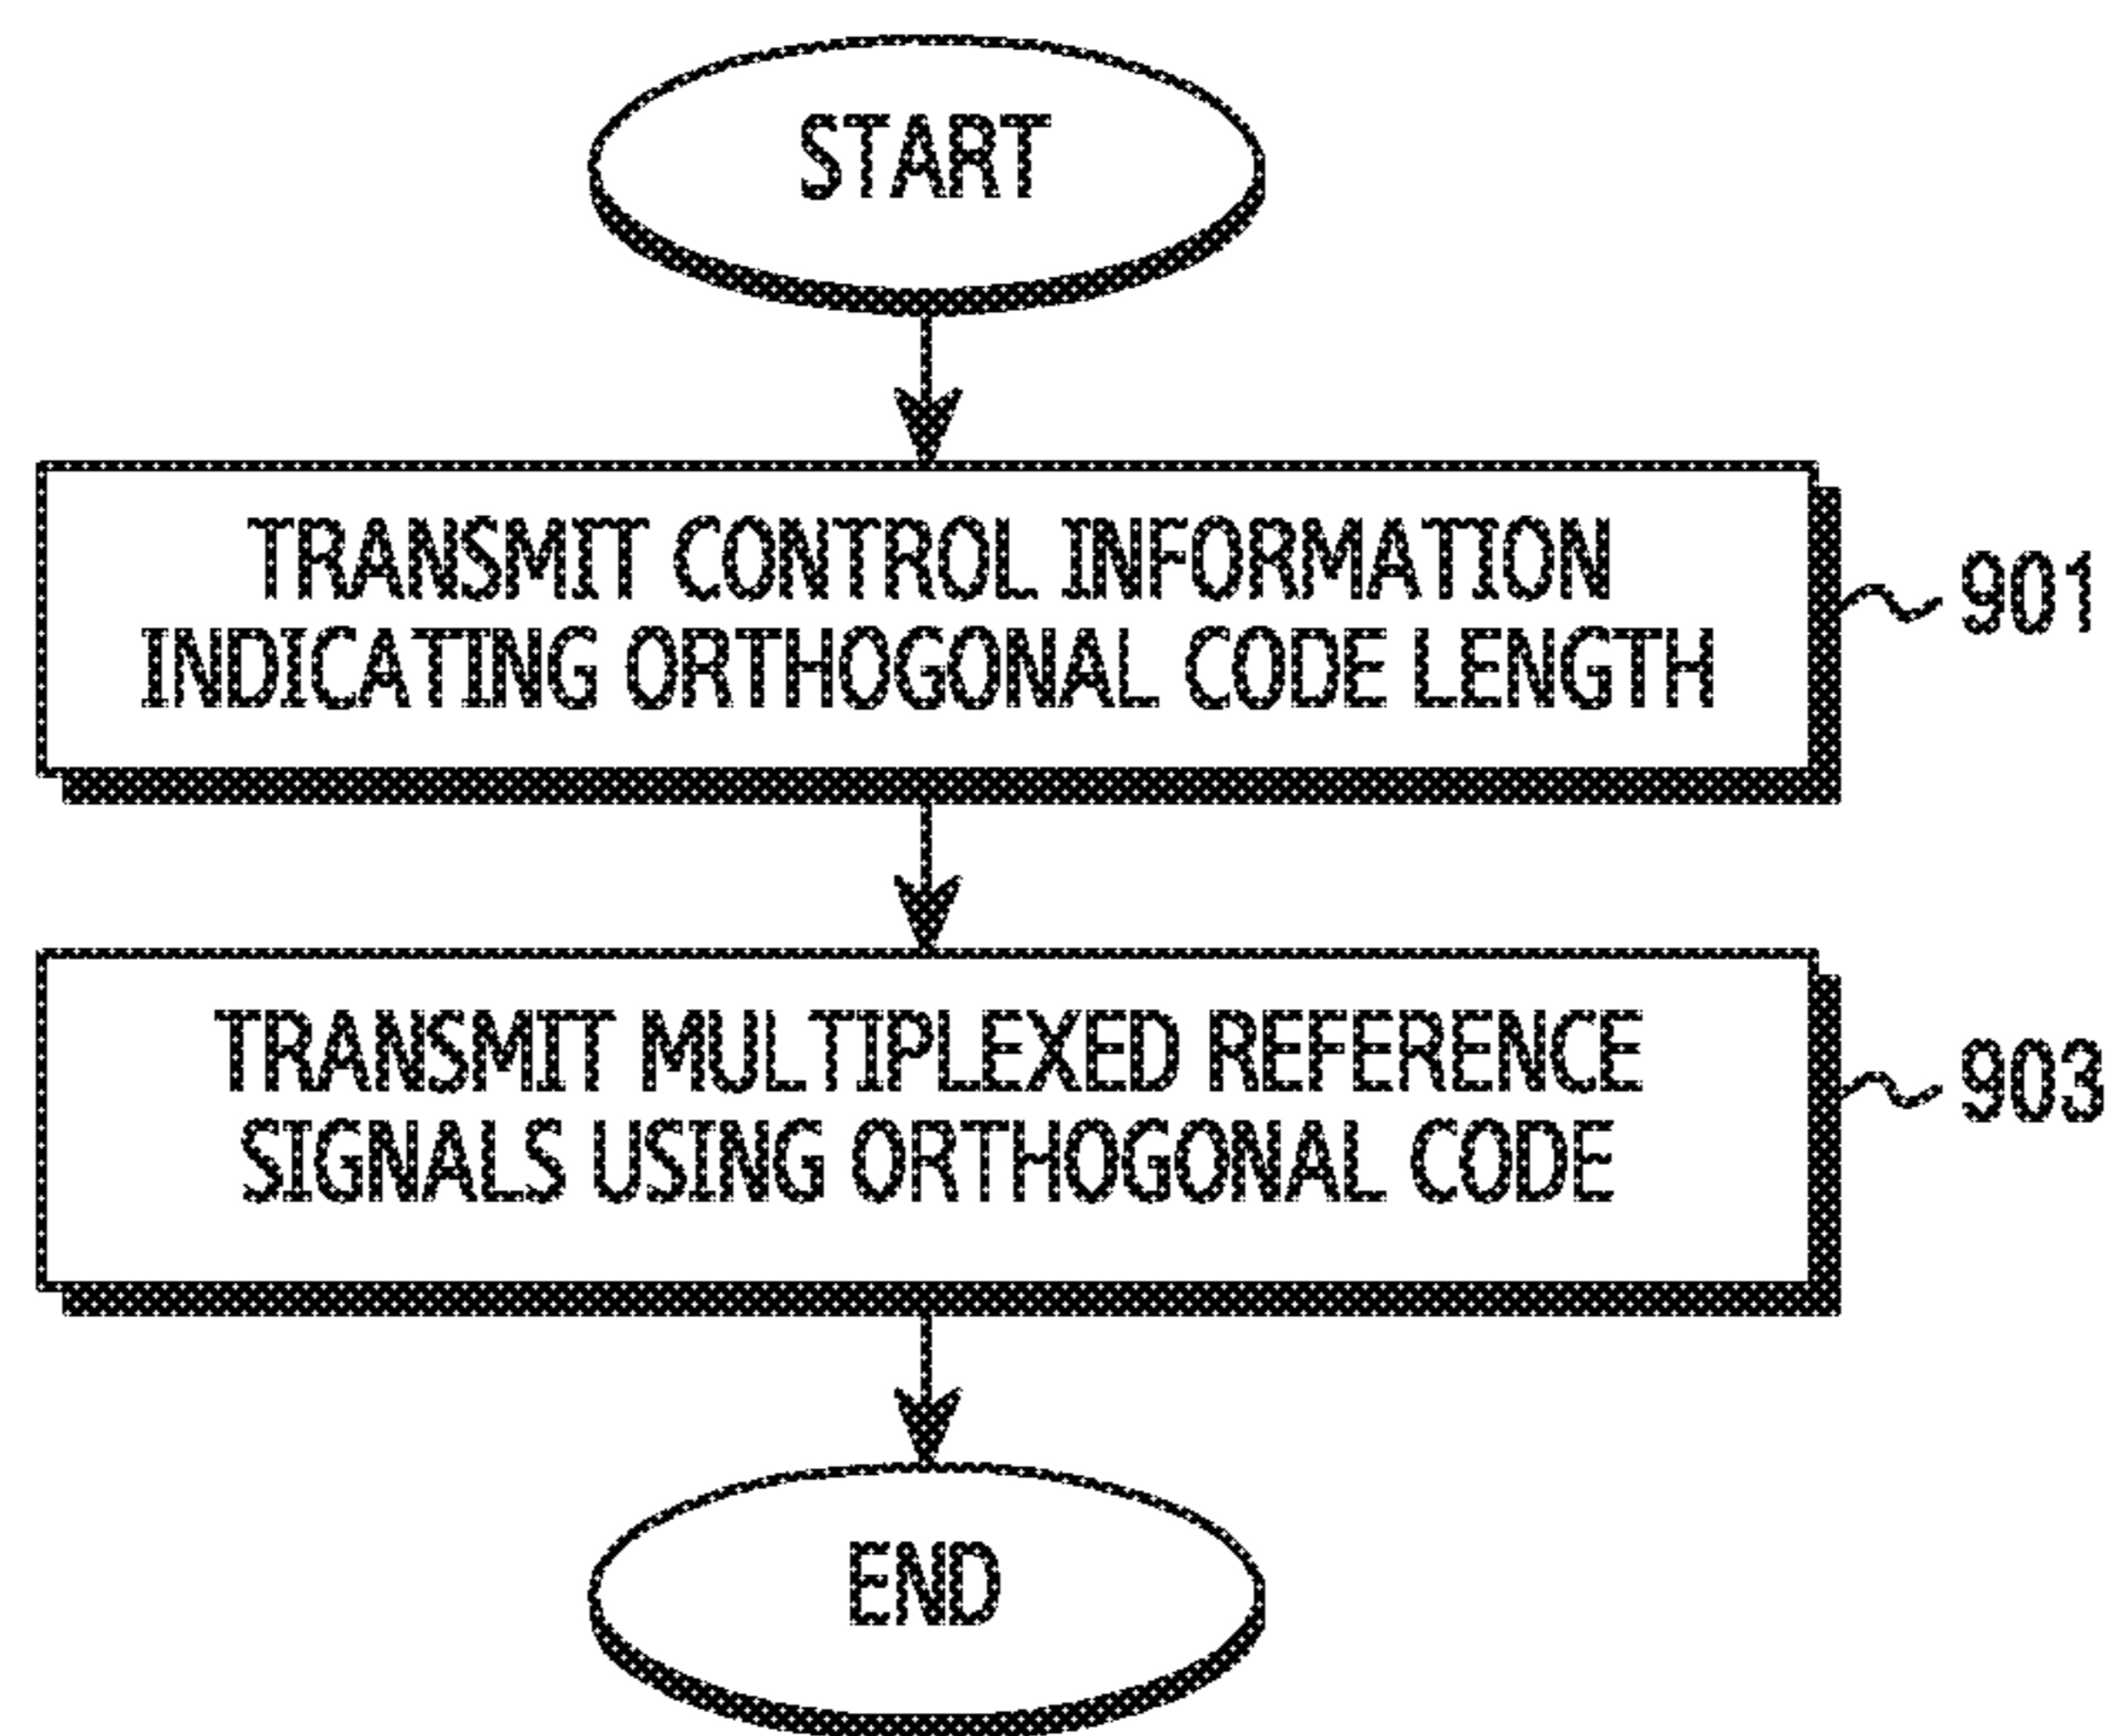 START
TRANSMIT CONTROL INFORMATION
INDICATING ORTHOGONAL CODE LENGTH
901
TRANSMIT MULTIPLEXED REFERENCE
SIGNALS USING ORTHOGONAL CODE
903
END